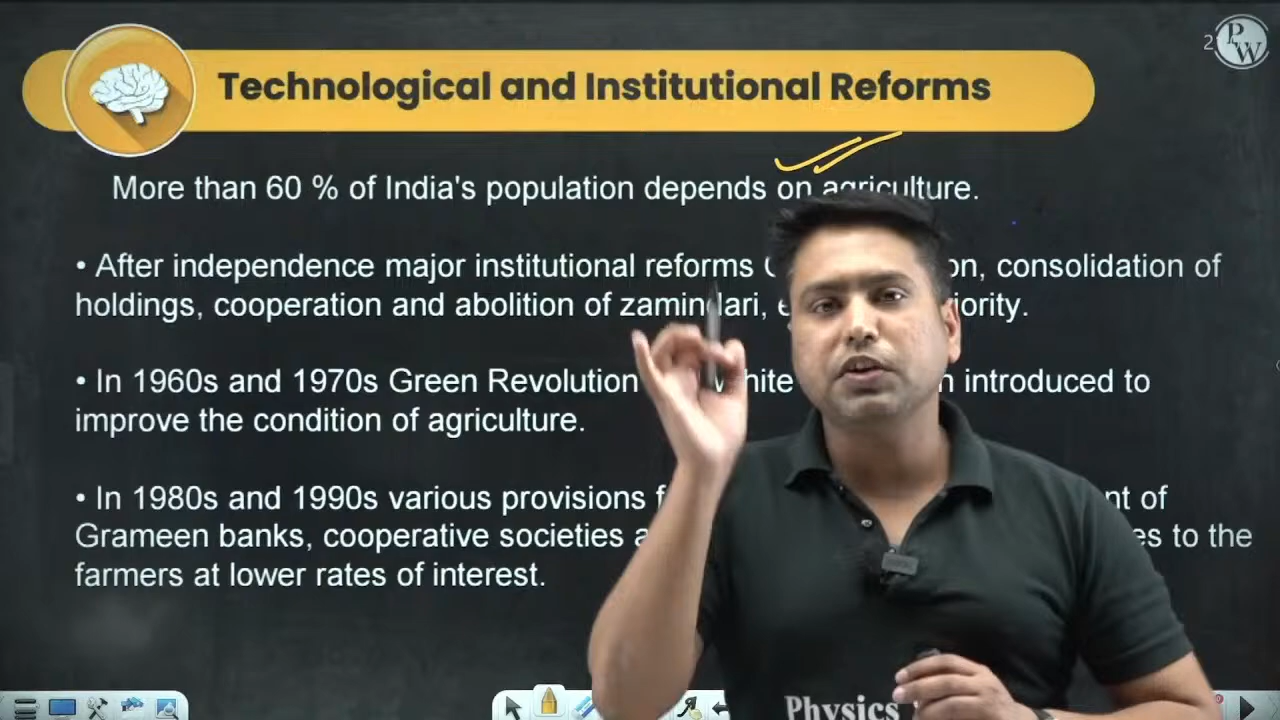 PW
2
Technological and Institutional Reforms
More than 60 % of India's population depends on agriculture.
• After independence major institutional reforms on, consolidation of
holdings, cooperation and abolition of zamindari, iority.
• In 1960s and 1970s Green Revolution hite n introduced to
improve the condition of agriculture.
• In 1980s and 1990s various provisions f nt of
Grameen banks, cooperative societies a es to the
farmers at lower rates of interest.
Physics